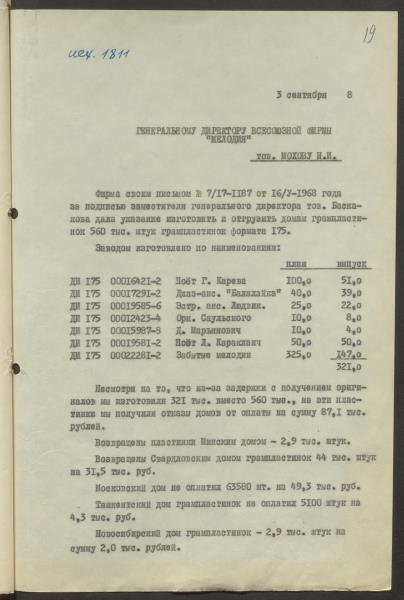 19
исх. 1811
3 сентября 8
ГЕНЕРАЛЬНОМУ ДИРЕКТОРУ ВСЕСОЮЗНОЙ ФИРМЫ
"МЕЛОДИЯ"
тов. МОХОВУ Н.И.
Фирма своим письмом № 7/17-1187 от 16/У-1968 года
за подписью заместителя генерального директора тов. Баска-
кова дала указание изготовить и отгрузить домам грампласти-
нок 560 тыс. штук грампластинок формата 175.
Заводом изготовлено по наименованиям:
план выпуск
ДИ 175 00016421-2 Поёт Г. Карева 100,0 51,0
ДИ 175 00017291-2 Джаз-анс. "Балалайка" 40,0 39,0
ДИ 175 00019585-6 Эстр. анс. Людвик. 25,0 22,0
ДИ 175 00012423-4 Орк. Саульского 10,0 8,0
ДИ 175 00015987-8 Д. Марьянович 10,0 4,0
ДИ 175 00019581-2 Поёт Л. Караклаич 50,0 50,0
ДИ 175 00022281-2 Забытые мелодии 325,0 147,0
321,0
Несмотря на то, что из-за задержки с получением ориги-
налов мы изготовили 321 тыс. вместо 560 тыс., на эти плас-
тинки мы получили отказы домов от оплаты на сумму 87,1 тыс.
рублей.
Возвращены пластинки Минским домом - 2,9 тыс. штук.
Возвращены Свердловским домом грампластинок 44 тыс. штук
на 31,5 тыс. руб.
Московский дом не оплатил 63580 шт. на 49,3 тыс. руб.
Ташкентский дом грампластинок не оплатил 5100 штук на
4,3 тыс. руб.
Новосибирский дом грампластинок - 2,9 тыс. штук на
сумму 2,0 тыс. рублей.